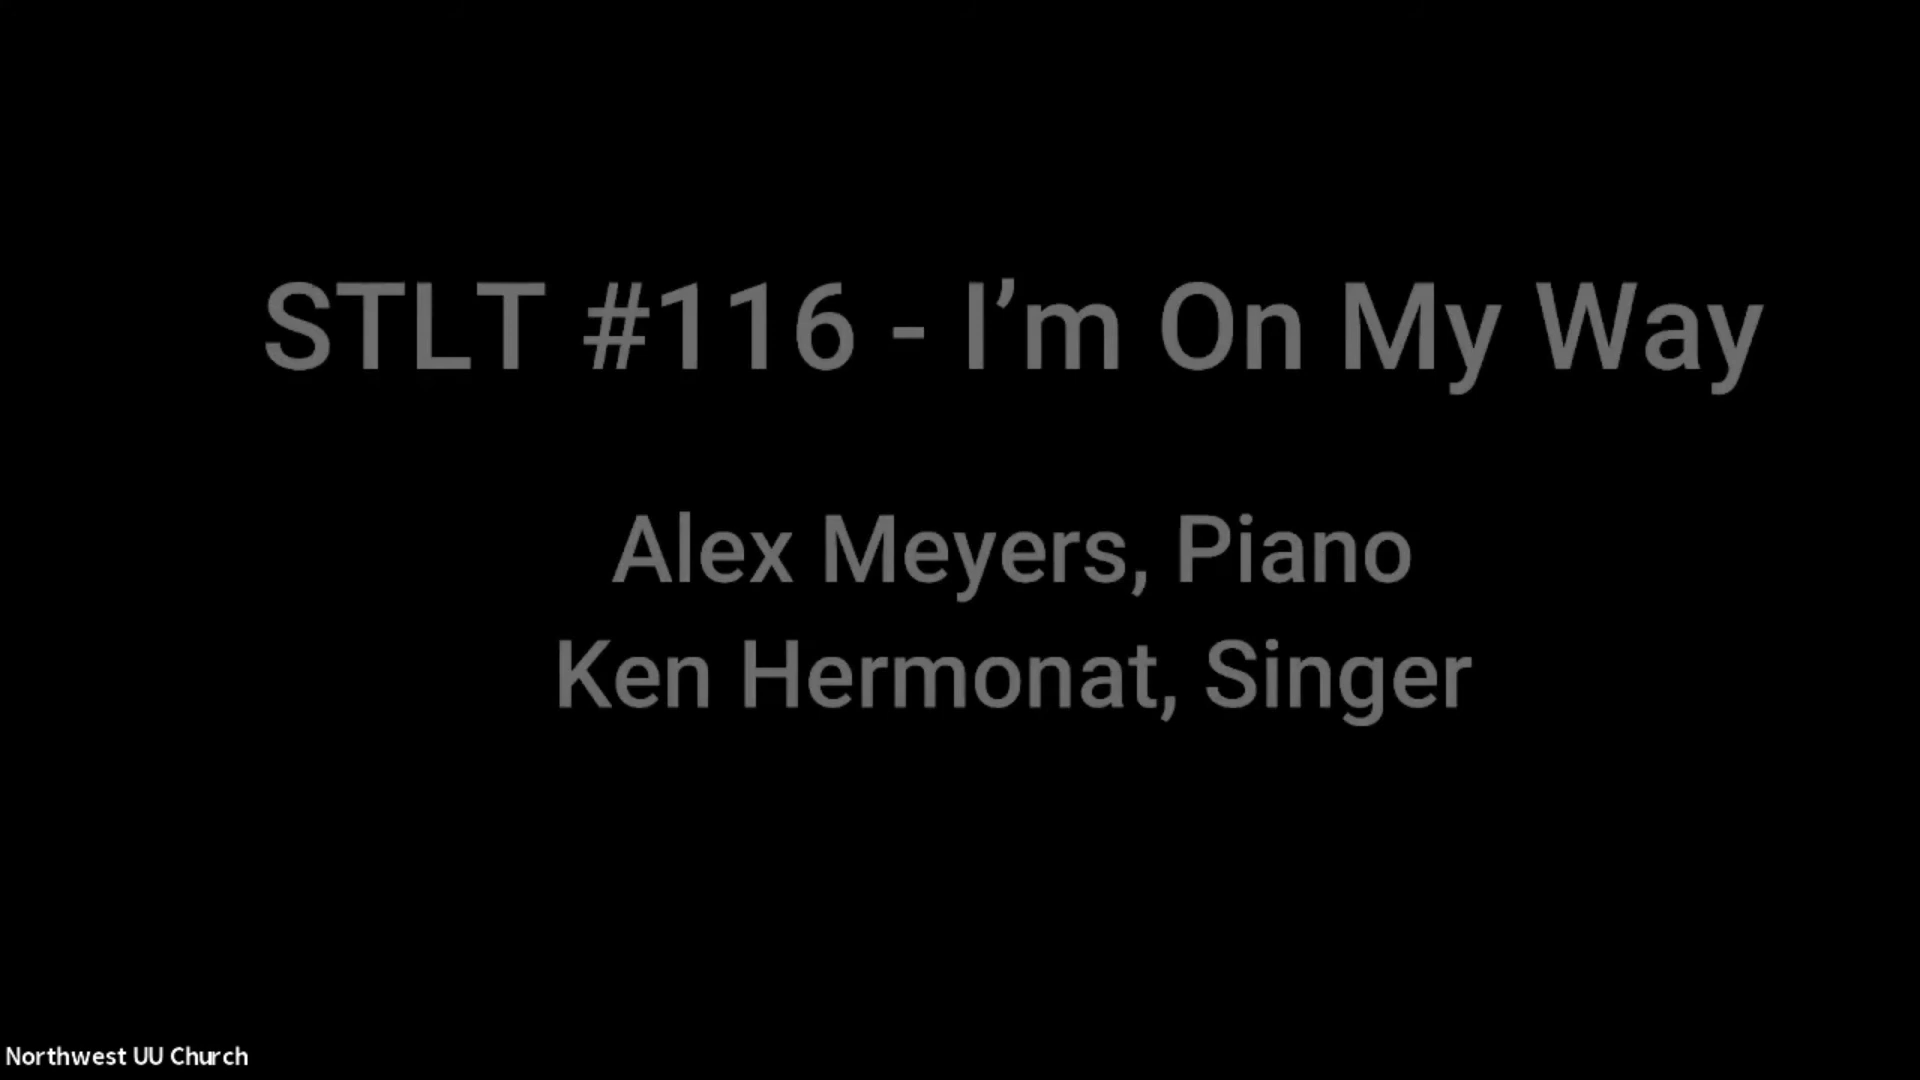 STLT #116 - I’m On My Way
Alex Meyers, Piano
Ken Hermonat, Singer
Northwest UU Church